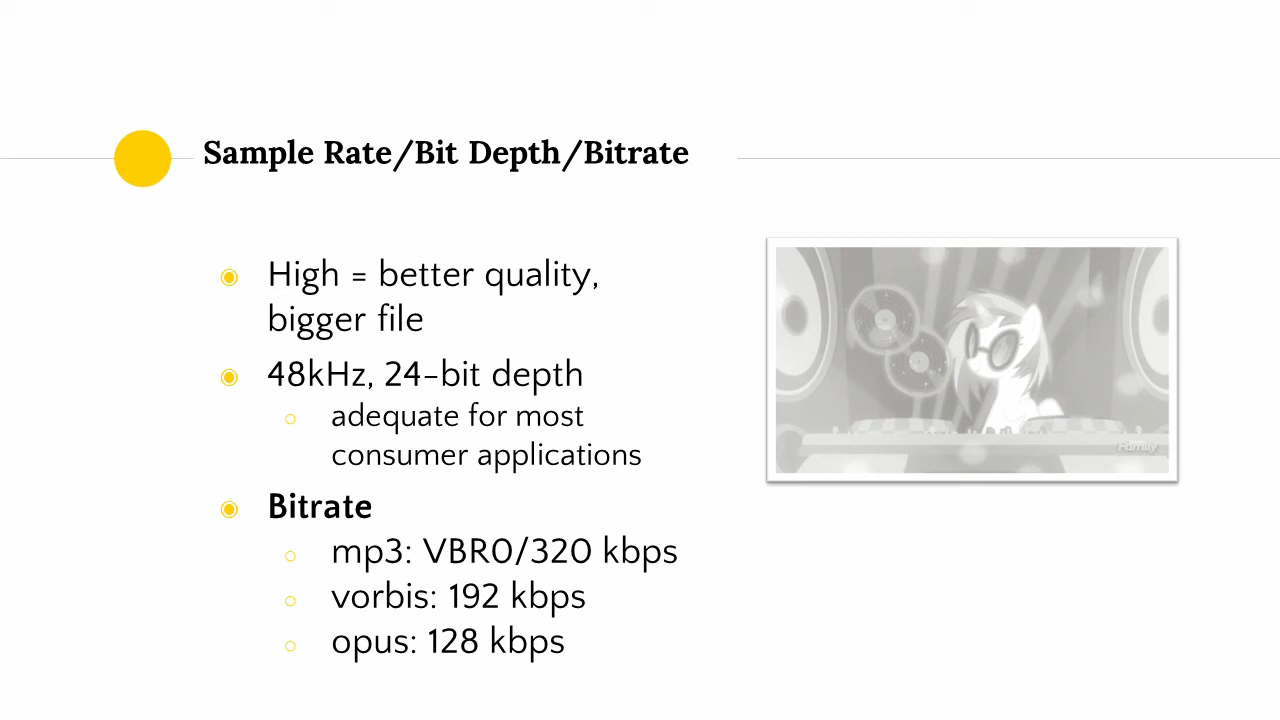 Sample Rate/Bit Depth/Bitrate
High = better quality,
bigger file
48kHz, 24-bit depth
adequate for most
consumer applications
Bitrate
mp3: VBR0/320 kbps
vorbis: 192 kbps
opus: 128 kbps
Family